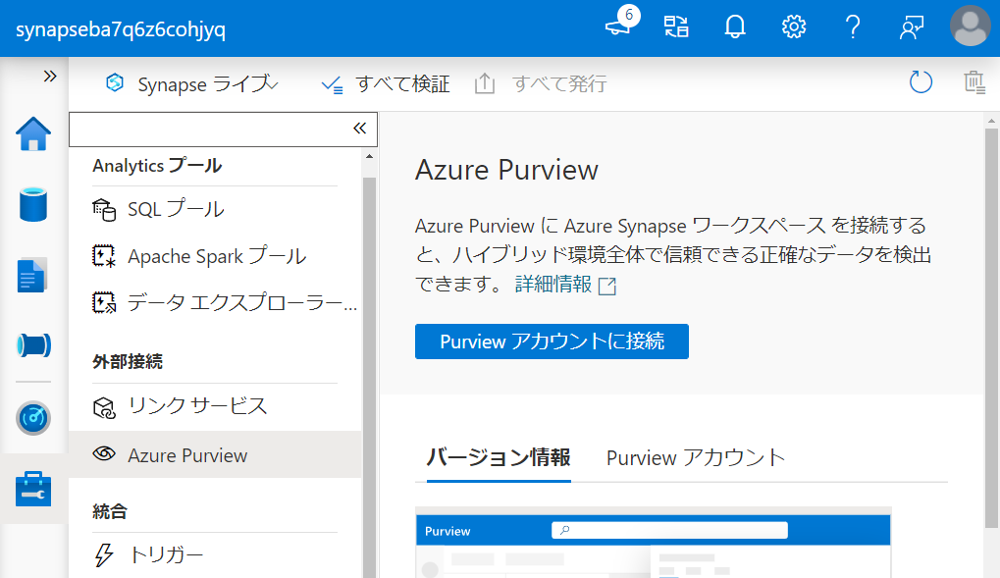 synapseba7q6z6cohjyq
6
Synapse ライブ
すべて検証
すべて発行
Analytics プール
SQL プール
Apache Spark プール
データ エクスプローラー...
外部接続
リンク サービス
Azure Purview
統合
トリガー
Azure Purview
Azure Purview に Azure Synapse ワークスペース を接続する
と、ハイブリッド環境全体で信頼できる正確なデータを検出
できます。 詳細情報
Purview アカウントに接続
バージョン情報
Purview アカウント
Purview